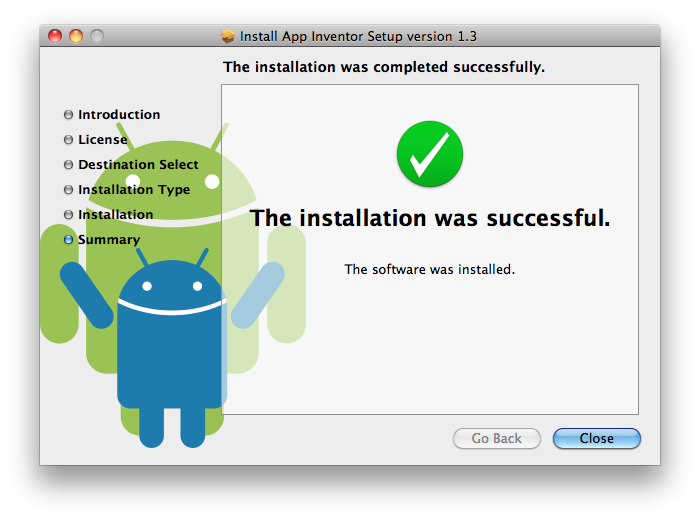 Install App Inventor Setup version 1.3
The installation was completed successfully.
Introduction
License
Destination Select
Installation Type
Installation
Summary
The installation was successful.
The software was installed.
Go Back
Close